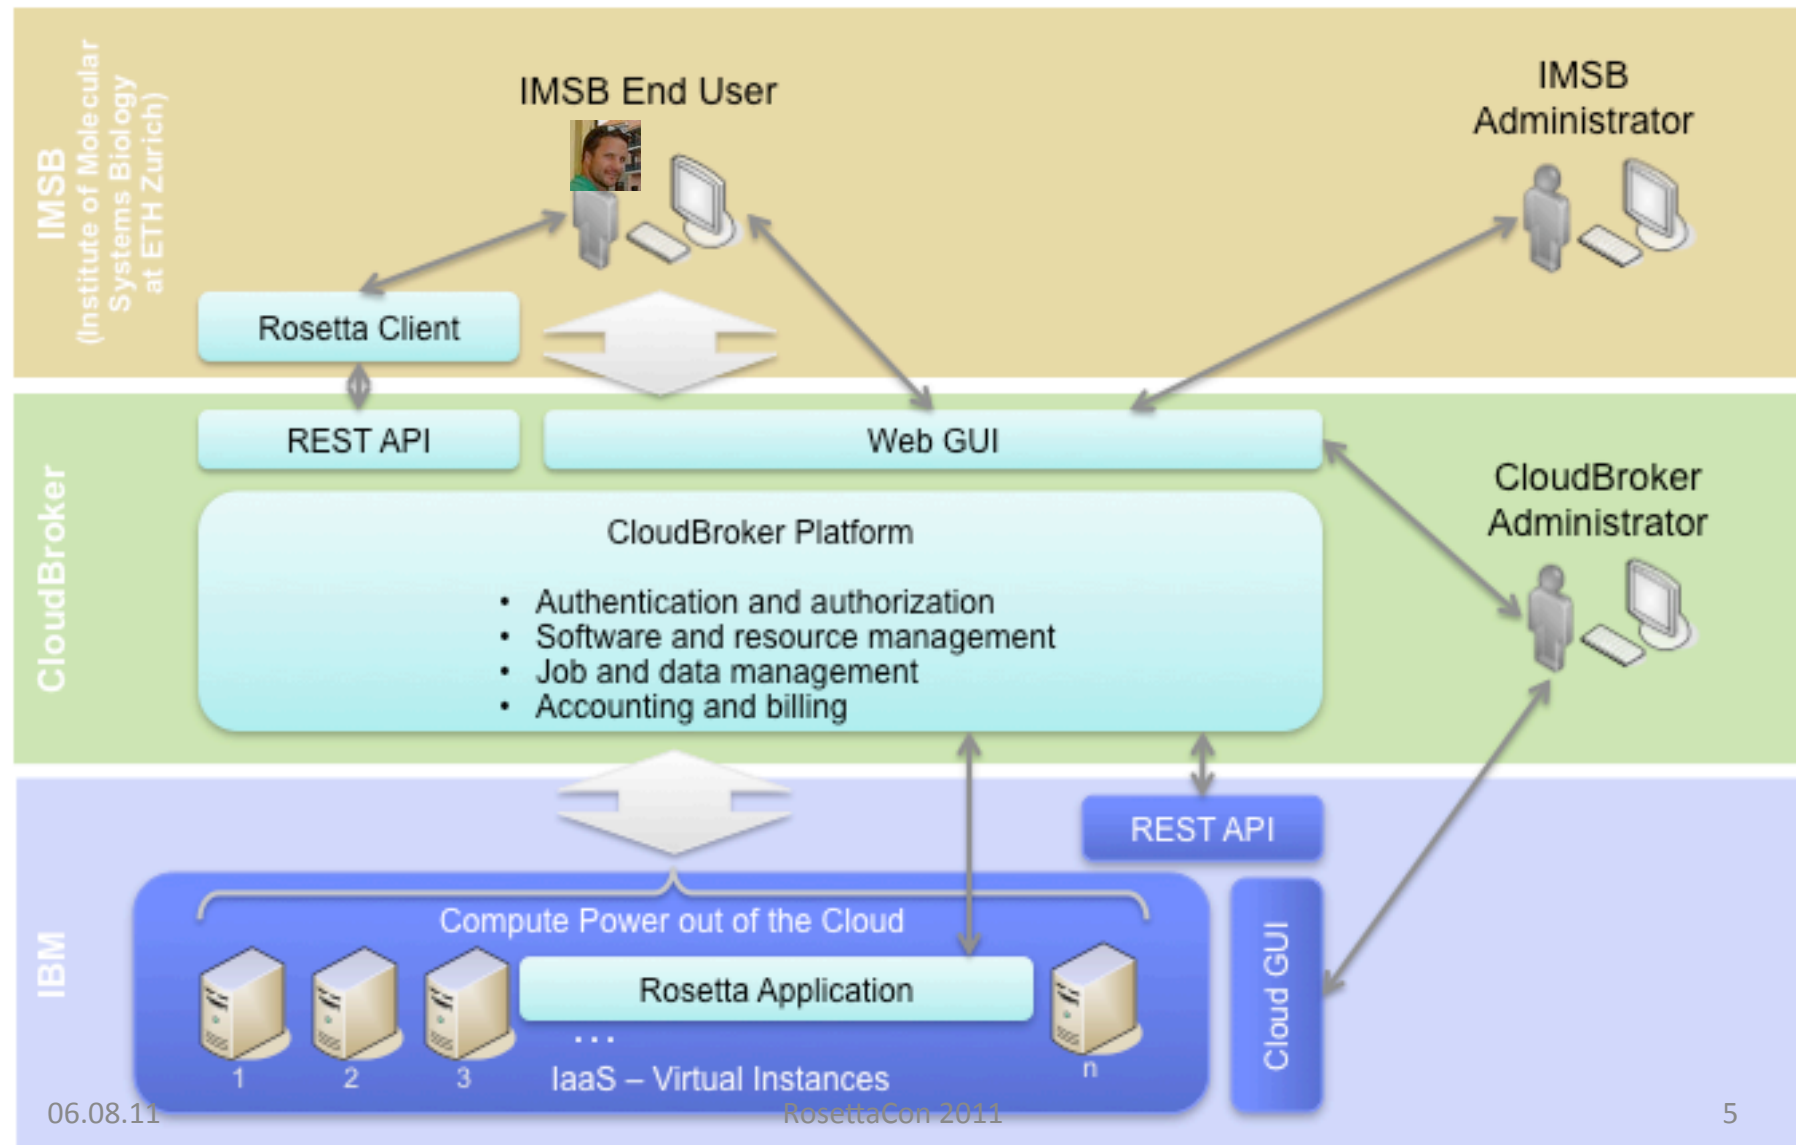 IMSB
(Institute of Molecular
Systems Biology
at ETH Zurich)
IMSB End User
IMSB
Administrator
Rosetta Client
CloudBroker
REST API
Web GUI
CloudBroker
Administrator
CloudBroker Platform
• Authentication and authorization
• Software and resource management
• Job and data management
• Accounting and billing
IBM
REST API
Compute Power out of the Cloud
Rosetta Application
...
1
2
3
n
IaaS – Virtual Instances
Cloud GUI
06.08.11
RosettaCon 2011
5